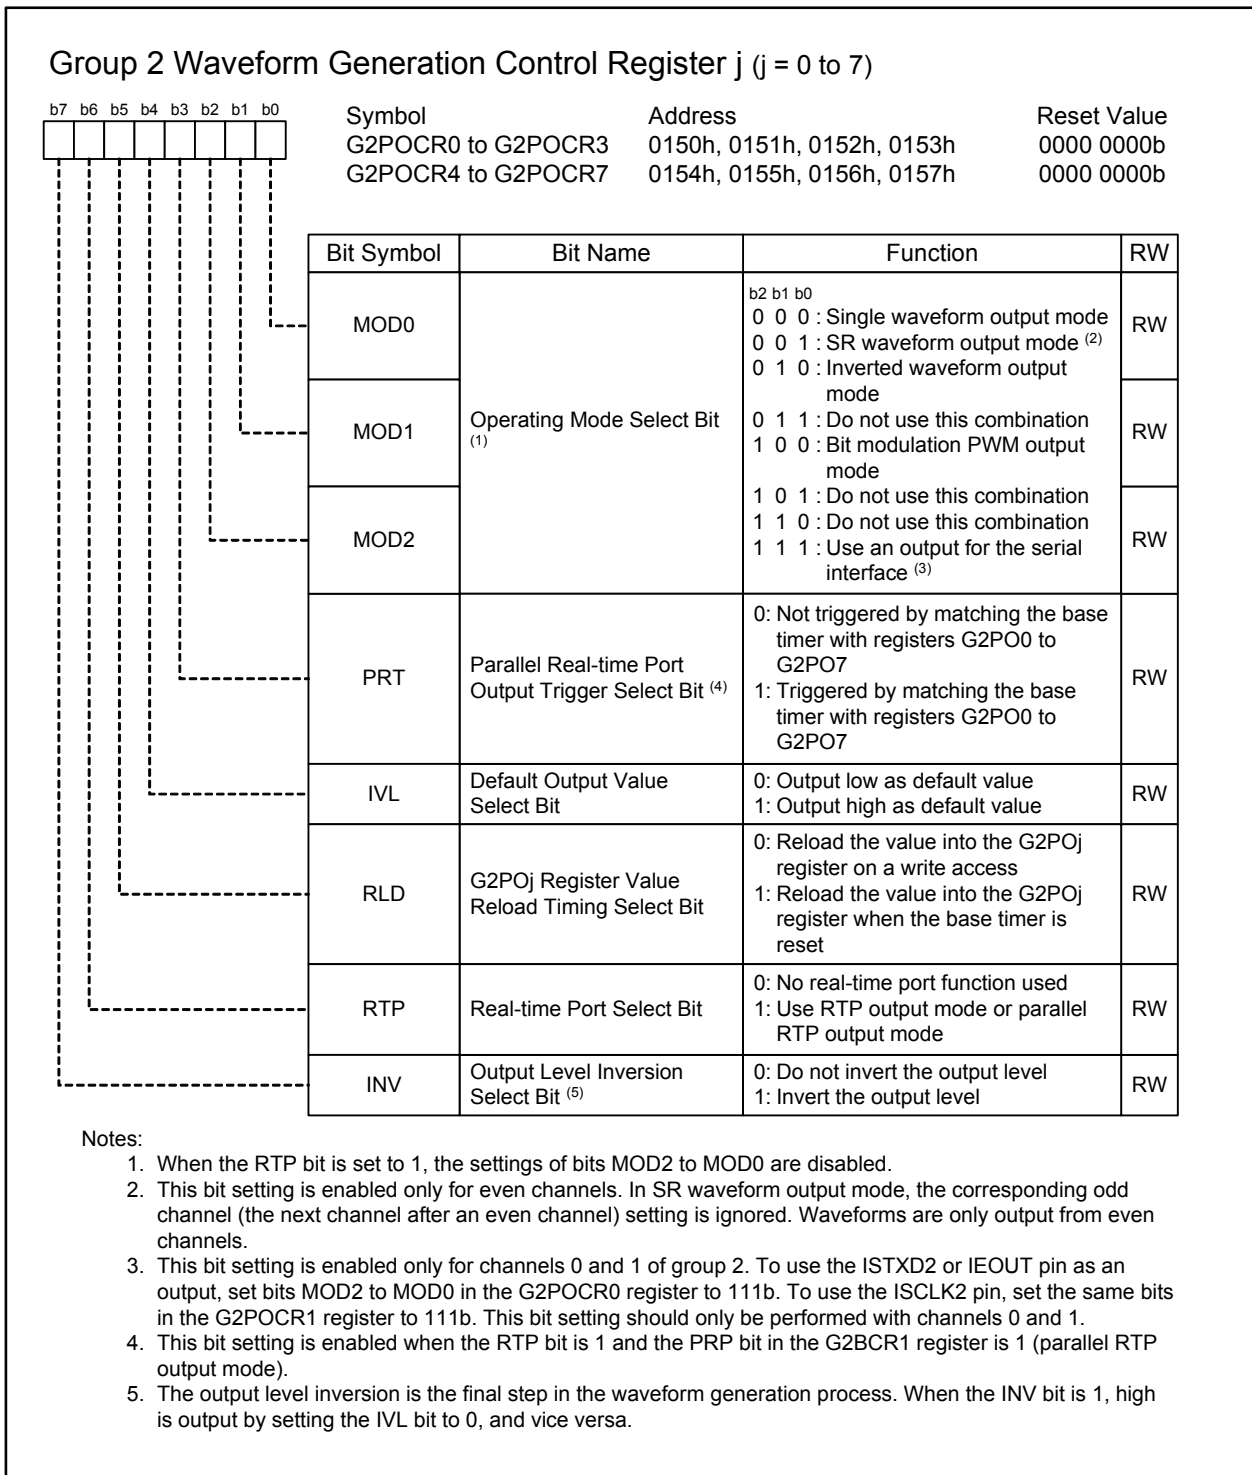 Group 2 Waveform Generation Control Register j (j = 0 to 7)
b7 b6 b5 b4 b3 b2 b1 b0
Symbol Address Reset Value
G2POCR0 to G2POCR3 0150h, 0151h, 0152h, 0153h 0000 0000b
G2POCR4 to G2POCR7 0154h, 0155h, 0156h, 0157h 0000 0000b
Bit Symbol Bit Name Function RW
MOD0
MOD1
MOD2
Operating Mode Select Bit
(1)
b2 b1 b0
0 0 0 : Single waveform output mode
0 0 1 : SR waveform output mode (2)
0 1 0 : Inverted waveform output
mode
0 1 1 : Do not use this combination
1 0 0 : Bit modulation PWM output
mode
1 0 1 : Do not use this combination
1 1 0 : Do not use this combination
1 1 1 : Use an output for the serial
interface (3)
RW
RW
RW
PRT
Parallel Real-time Port
Output Trigger Select Bit (4)
0: Not triggered by matching the base
timer with registers G2PO0 to
G2PO7
1: Triggered by matching the base
timer with registers G2PO0 to
G2PO7
RW
IVL
Default Output Value
Select Bit
0: Output low as default value
1: Output high as default value
RW
RLD
G2POj Register Value
Reload Timing Select Bit
0: Reload the value into the G2POj
register on a write access
1: Reload the value into the G2POj
register when the base timer is
reset
RW
RTP
Real-time Port Select Bit
0: No real-time port function used
1: Use RTP output mode or parallel
RTP output mode
RW
INV
Output Level Inversion
Select Bit (5)
0: Do not invert the output level
1: Invert the output level
RW
Notes:
1. When the RTP bit is set to 1, the settings of bits MOD2 to MOD0 are disabled.
2. This bit setting is enabled only for even channels. In SR waveform output mode, the corresponding odd
channel (the next channel after an even channel) setting is ignored. Waveforms are only output from even
channels.
3. This bit setting is enabled only for channels 0 and 1 of group 2. To use the ISTXD2 or IEOUT pin as an
output, set bits MOD2 to MOD0 in the G2POCR0 register to 111b. To use the ISCLK2 pin, set the same bits
in the G2POCR1 register to 111b. This bit setting should only be performed with channels 0 and 1.
4. This bit setting is enabled when the RTP bit is 1 and the PRP bit in the G2BCR1 register is 1 (parallel RTP
output mode).
5. The output level inversion is the final step in the waveform generation process. When the INV bit is 1, high
is output by setting the IVL bit to 0, and vice versa.